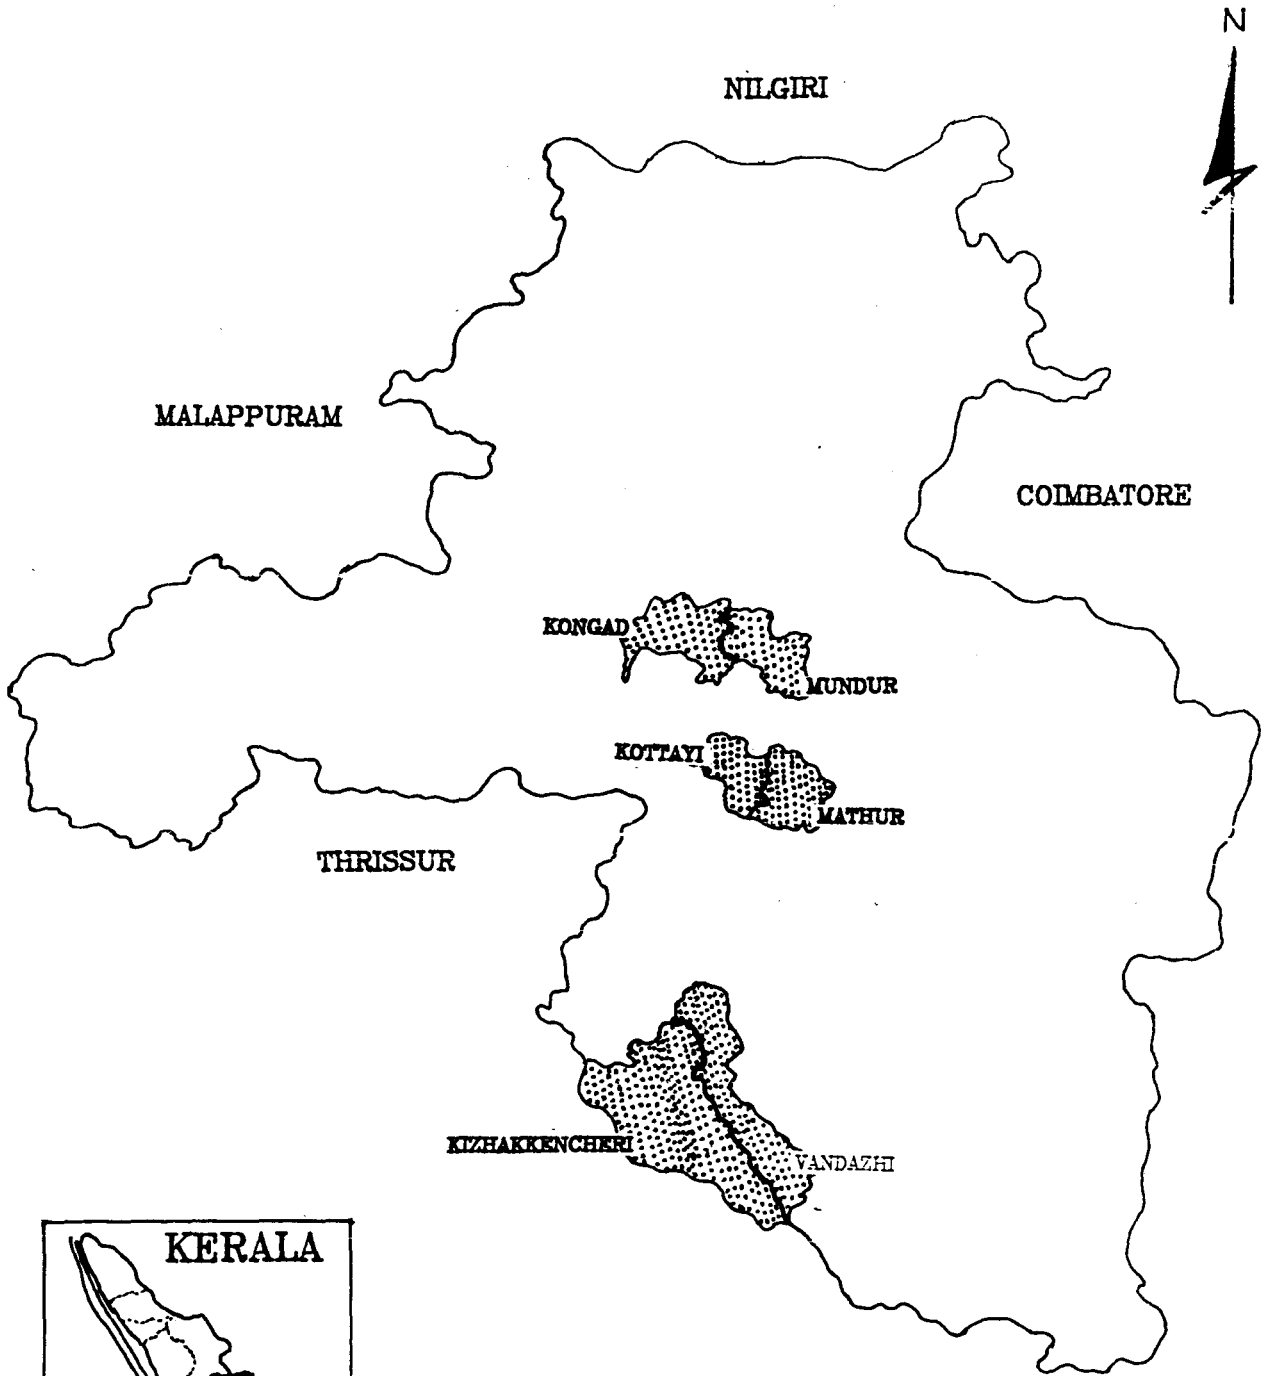 N
NILGIRI
MALAPPURAM
COIMBATORE
KONGAD
MUNDUR
KOTTAYI
MATHUR
THRISSUR
KIZHAKKENCHERI
VANDAZHI
KERALA